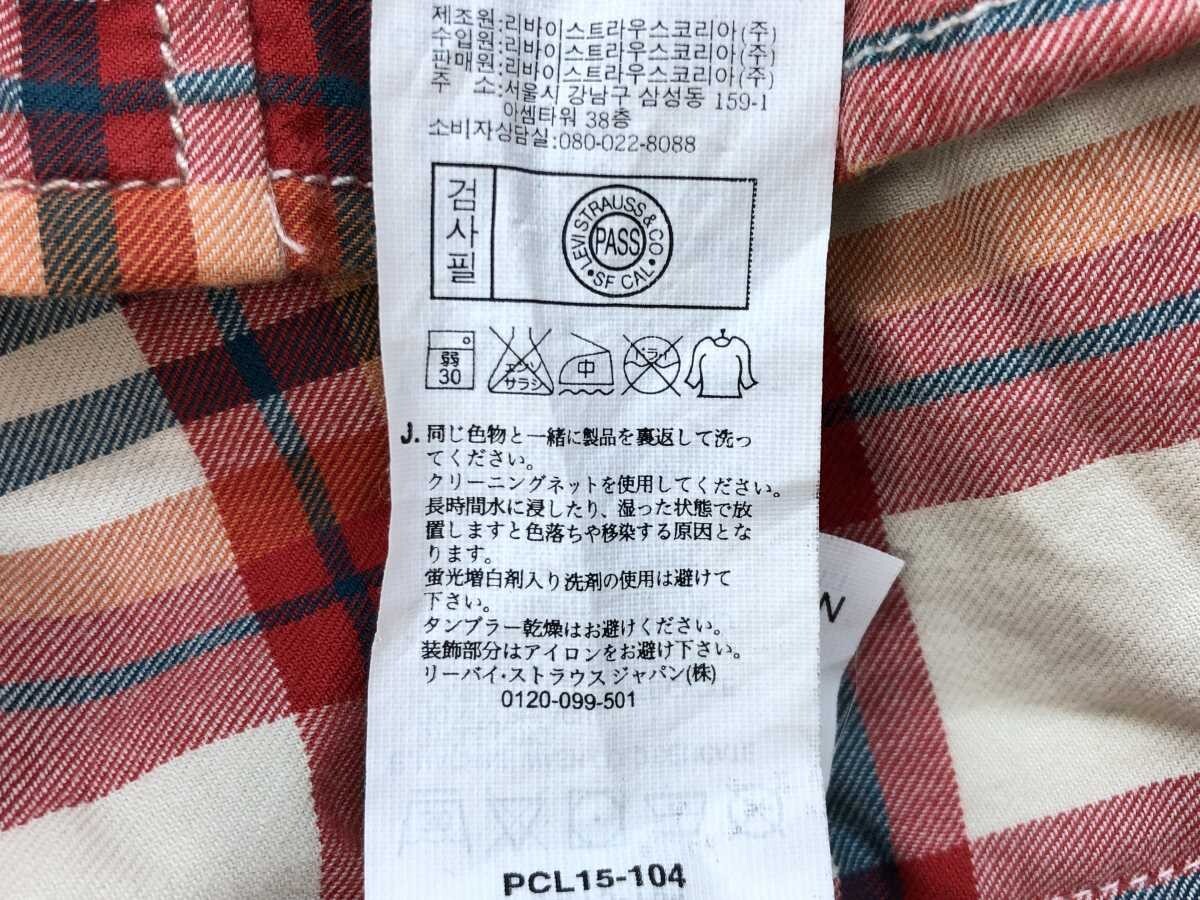 제조원:리바이스트라우스코리아(주)
수입원:리바이스트라우스코리아(주)
판매원:리바이스트라우스코리아(주)
주 소:서울시 강남구 삼성동 159-1
아셈타워 38층
소비자상담실:080-022-8088
검사필
LEVI STRAUSS & CO
PASS
SF CAL
弱
30
エンソ
サラシ
中
ドライ
J. 同じ色物と一緒に製品を裏返して洗っ
てください。
クリーニングネットを使用してください。
長時間水に浸したり、湿った状態で放
置しますと色落ちや移染する原因とな
ります。
蛍光増白剤入り洗剤の使用は避けて
下さい。
タンブラー乾燥はお避けください。
装飾部分はアイロンをお避け下さい。
リーバイ・ストラウス ジャパン(株)
0120-099-501
PCL15-104